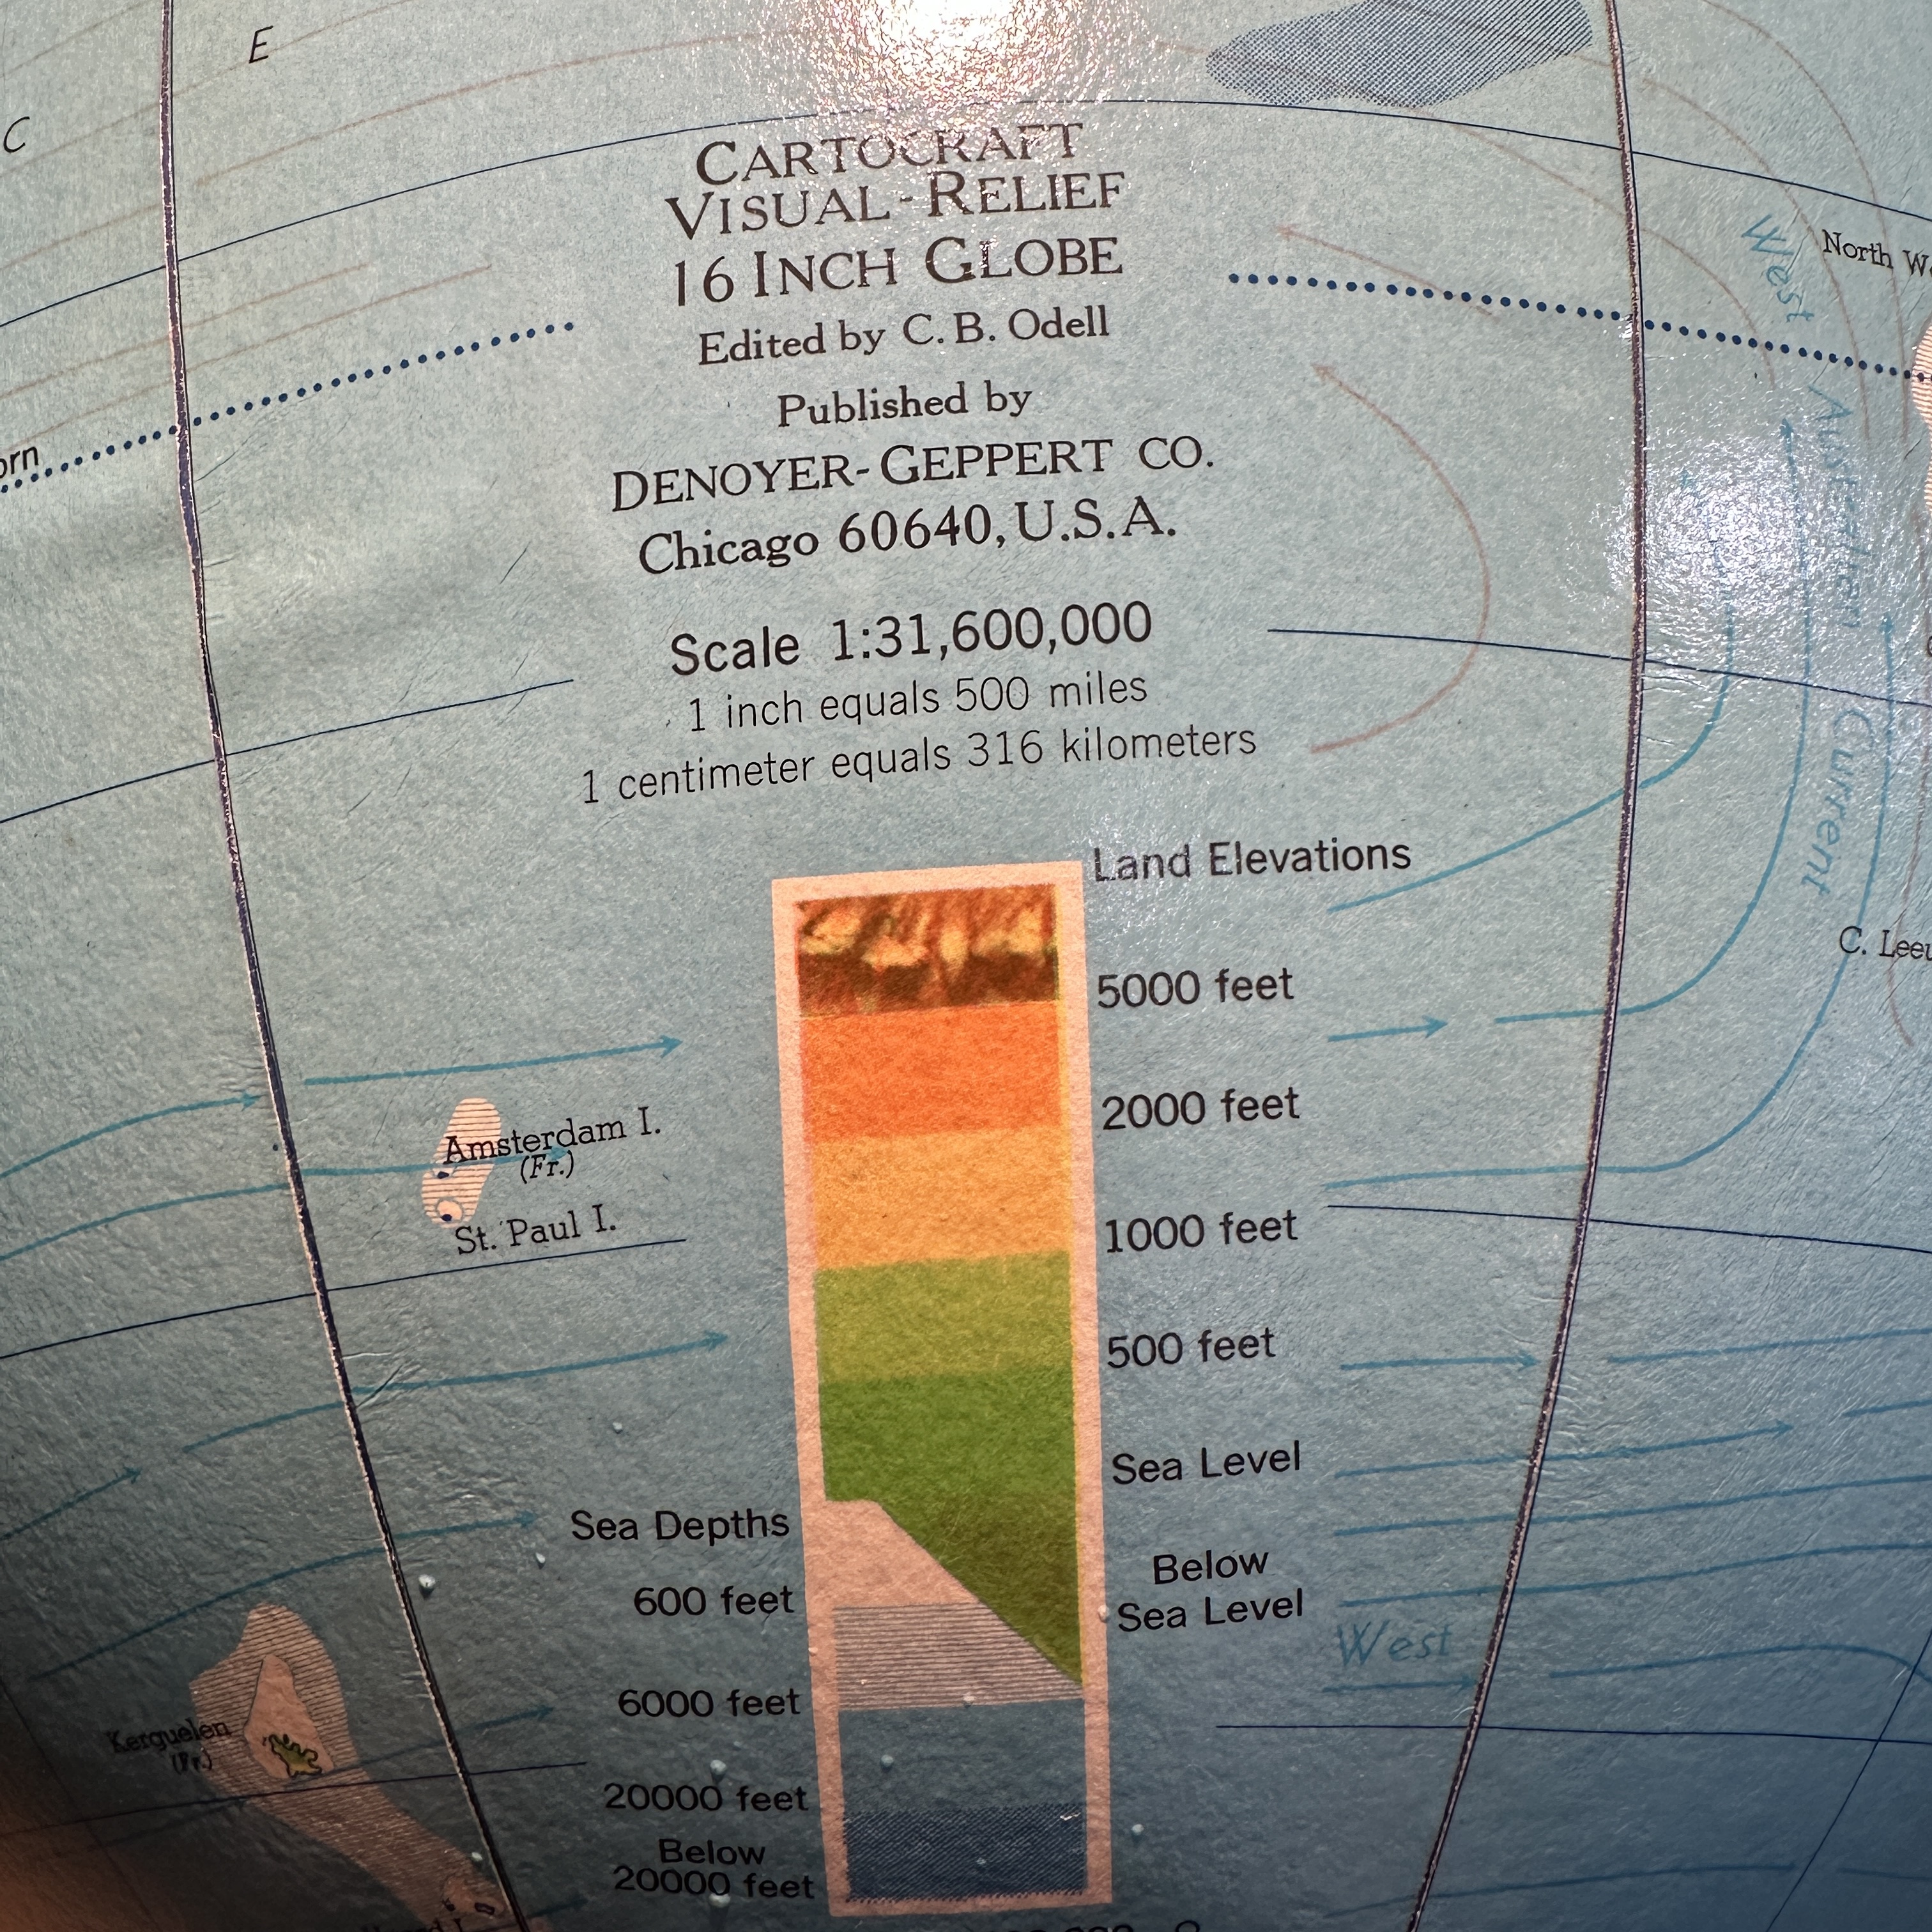 E
C
CARTOCRAFT
VISUAL-RELIEF
16 INCH GLOBE
Edited by C. B. Odell
Published by
DENOYER-GEPPERT CO.
Chicago 60640, U.S.A.
Scale 1:31,600,000
1 inch equals 500 miles
1 centimeter equals 316 kilometers
West Australian Current
North
C.
Land Elevations
5000 feet
2000 feet
1000 feet
500 feet
Sea Level
Below
Sea Level
Sea Depths
600 feet
6000 feet
20000 feet
Below
20000 feet
Amsterdam I.
(Fr.)
St. Paul I.
West
Kerguelen
(Fr.)